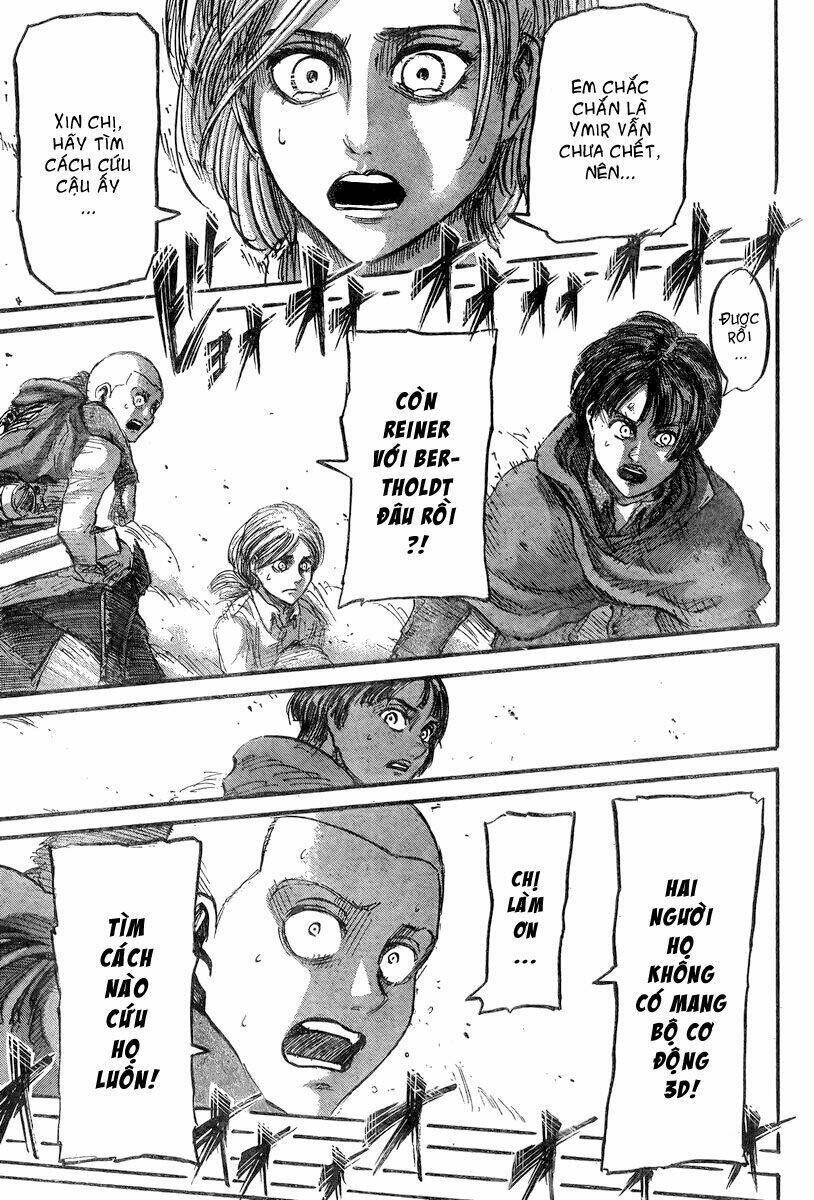 EM CHẮC
CHẮN LÀ
YMIR VẪN
CHƯA CHẾT,
NÊN...
XIN CHỊ,
HÃY TÌM
CÁCH CỨU
CẬU ẤY
...
ĐƯỢC
RỒI
...
CÒN
REINER
VỚI BER-
THOLDT
ĐÂU RỒI
?!
HAI
NGƯỜI
HỌ
KHÔNG
CÓ MANG
BỘ CƠ
ĐỘNG
3D!
CHỊ
LÀM
ƠN
...
TÌM
CÁCH
NÀO
CỨU
HỌ
LUÔN!